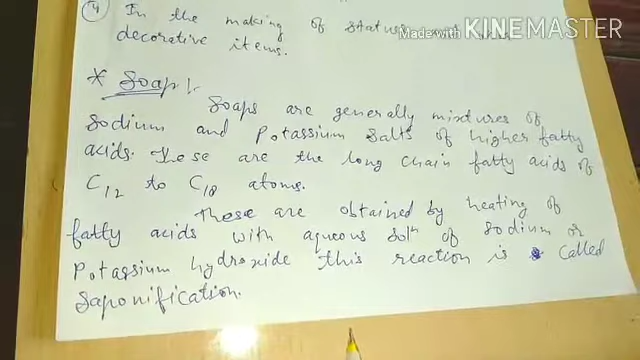 4 In the making of statues and
decorative items.
Made with KINEMASTER
* Soap :-
Soaps are generally mixtures of
Sodium and Potassium salts of higher fatty
acids. These are the long chain fatty acids of
C12 to C18 atoms.
These are obtained by heating of
fatty acids with aqueous solⁿ of sodium or
Potassium hydroxide this reaction is called
Saponification.